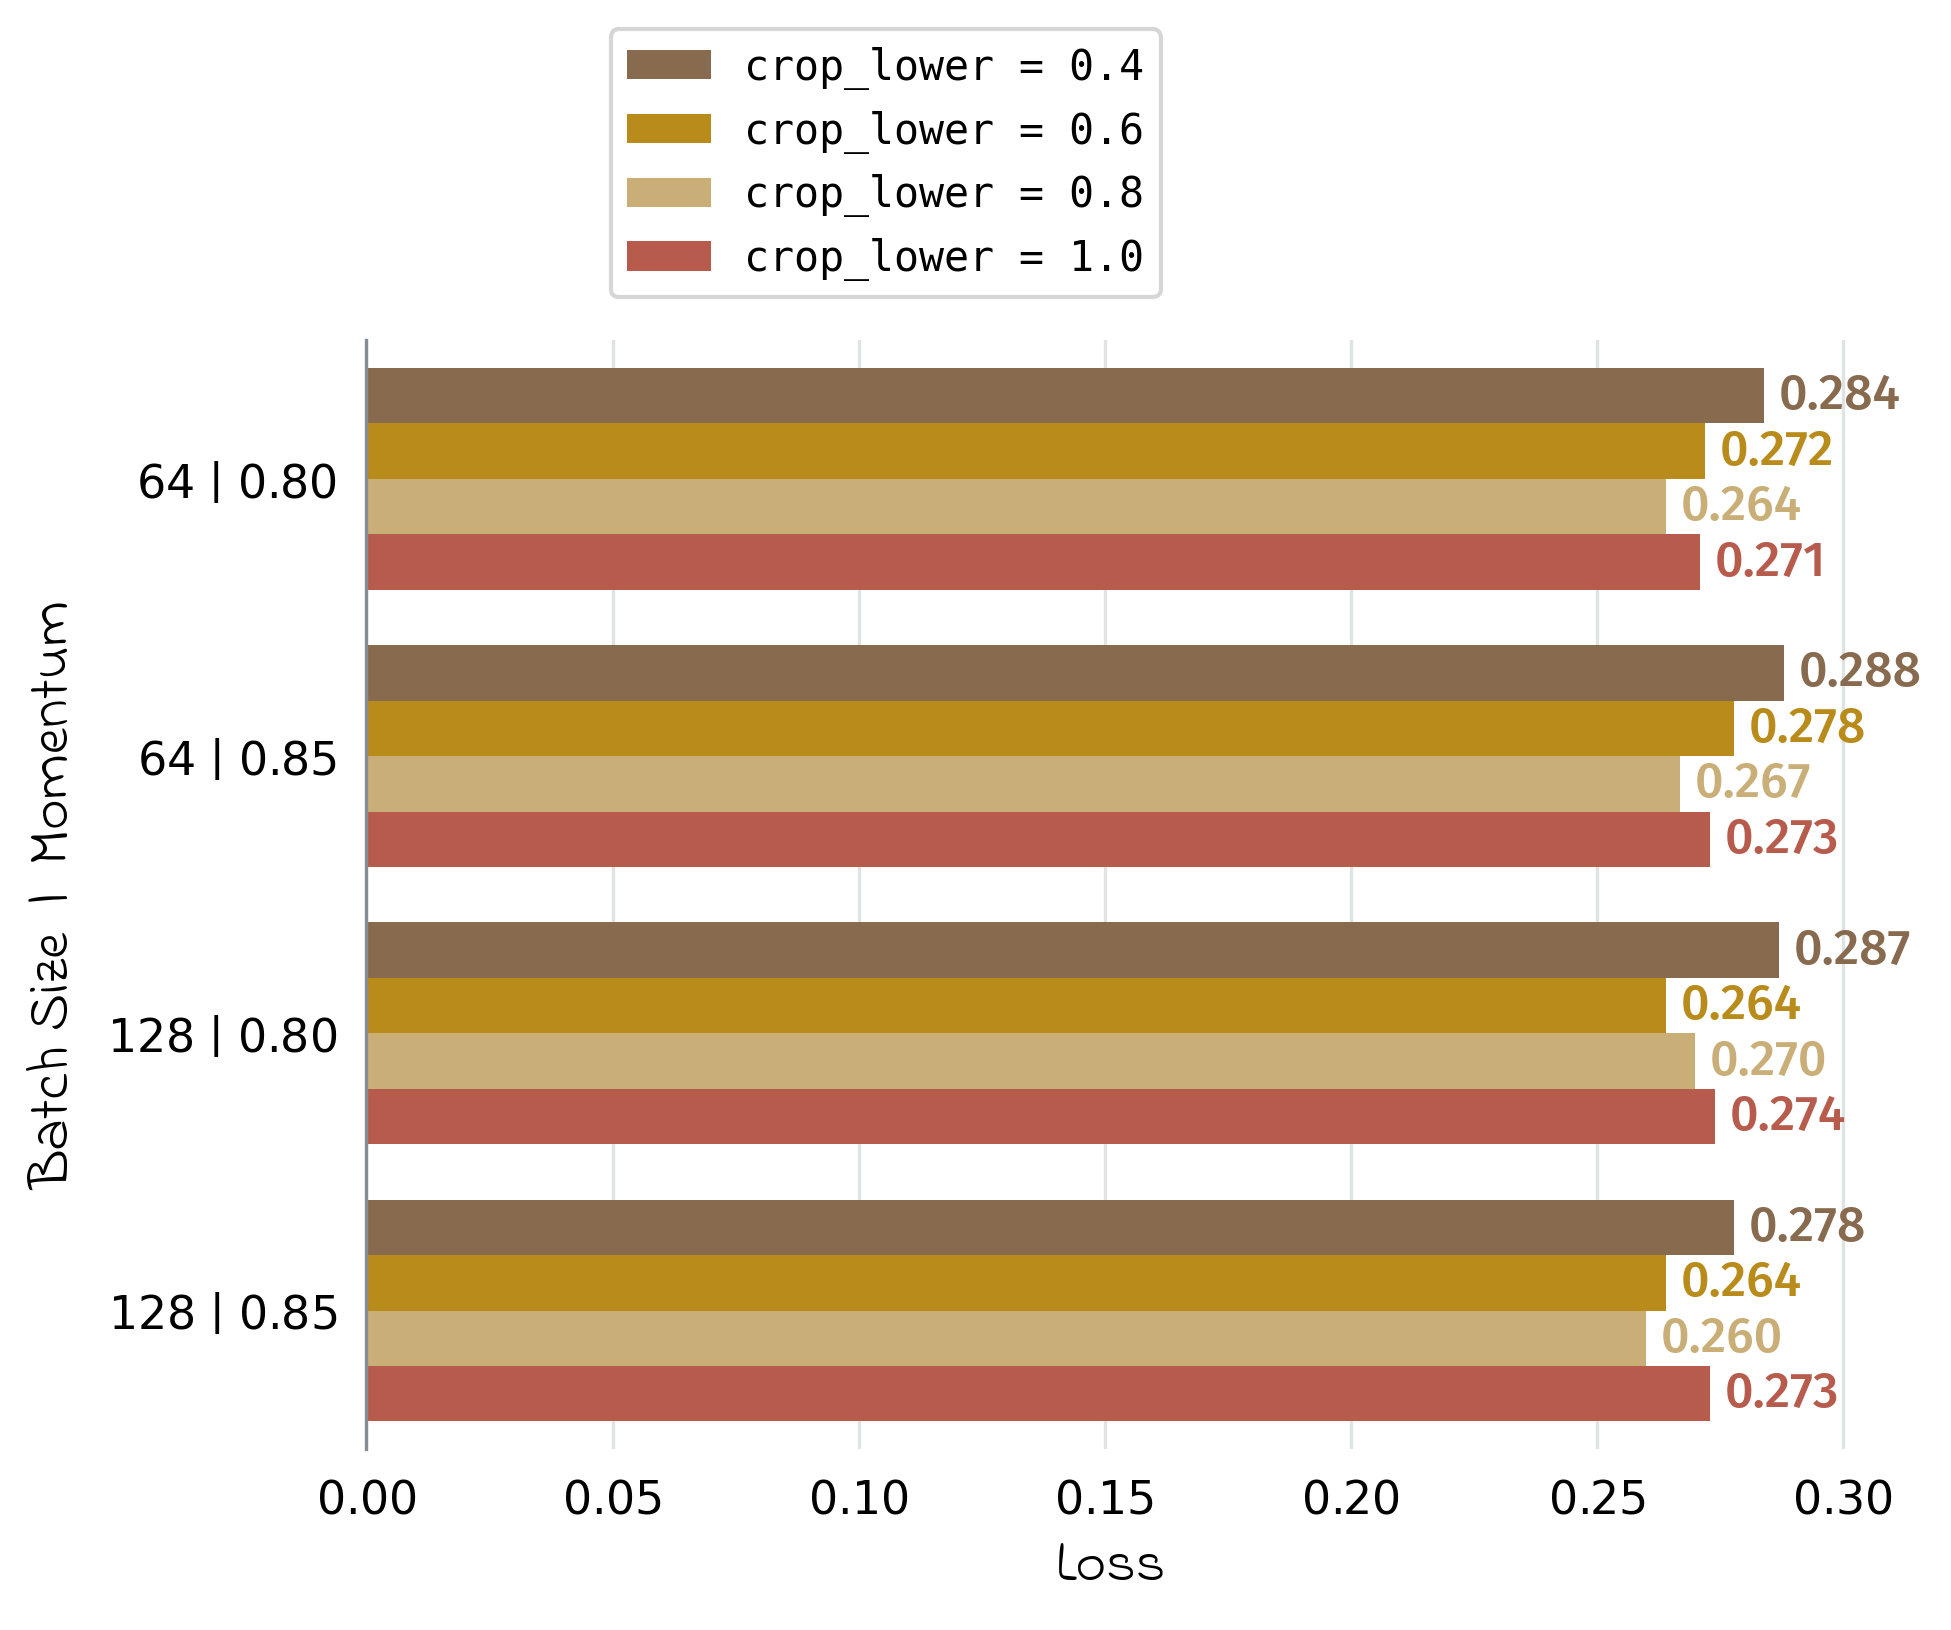 crop_lower = 0.4
crop_lower = 0.6
crop_lower = 0.8
crop_lower = 1.0
0.284
0.272
64 | 0.80
0.264
0.271
0.288
0.278
64 | 0.85
0.267
0.273
0.287
0.264
128 | 0.80
0.270
0.274
0.278
0.264
128 | 0.85
0.260
0.273
Batch Size | Momentum
0.00 0.05 0.10 0.15 0.20 0.25 0.30
Loss